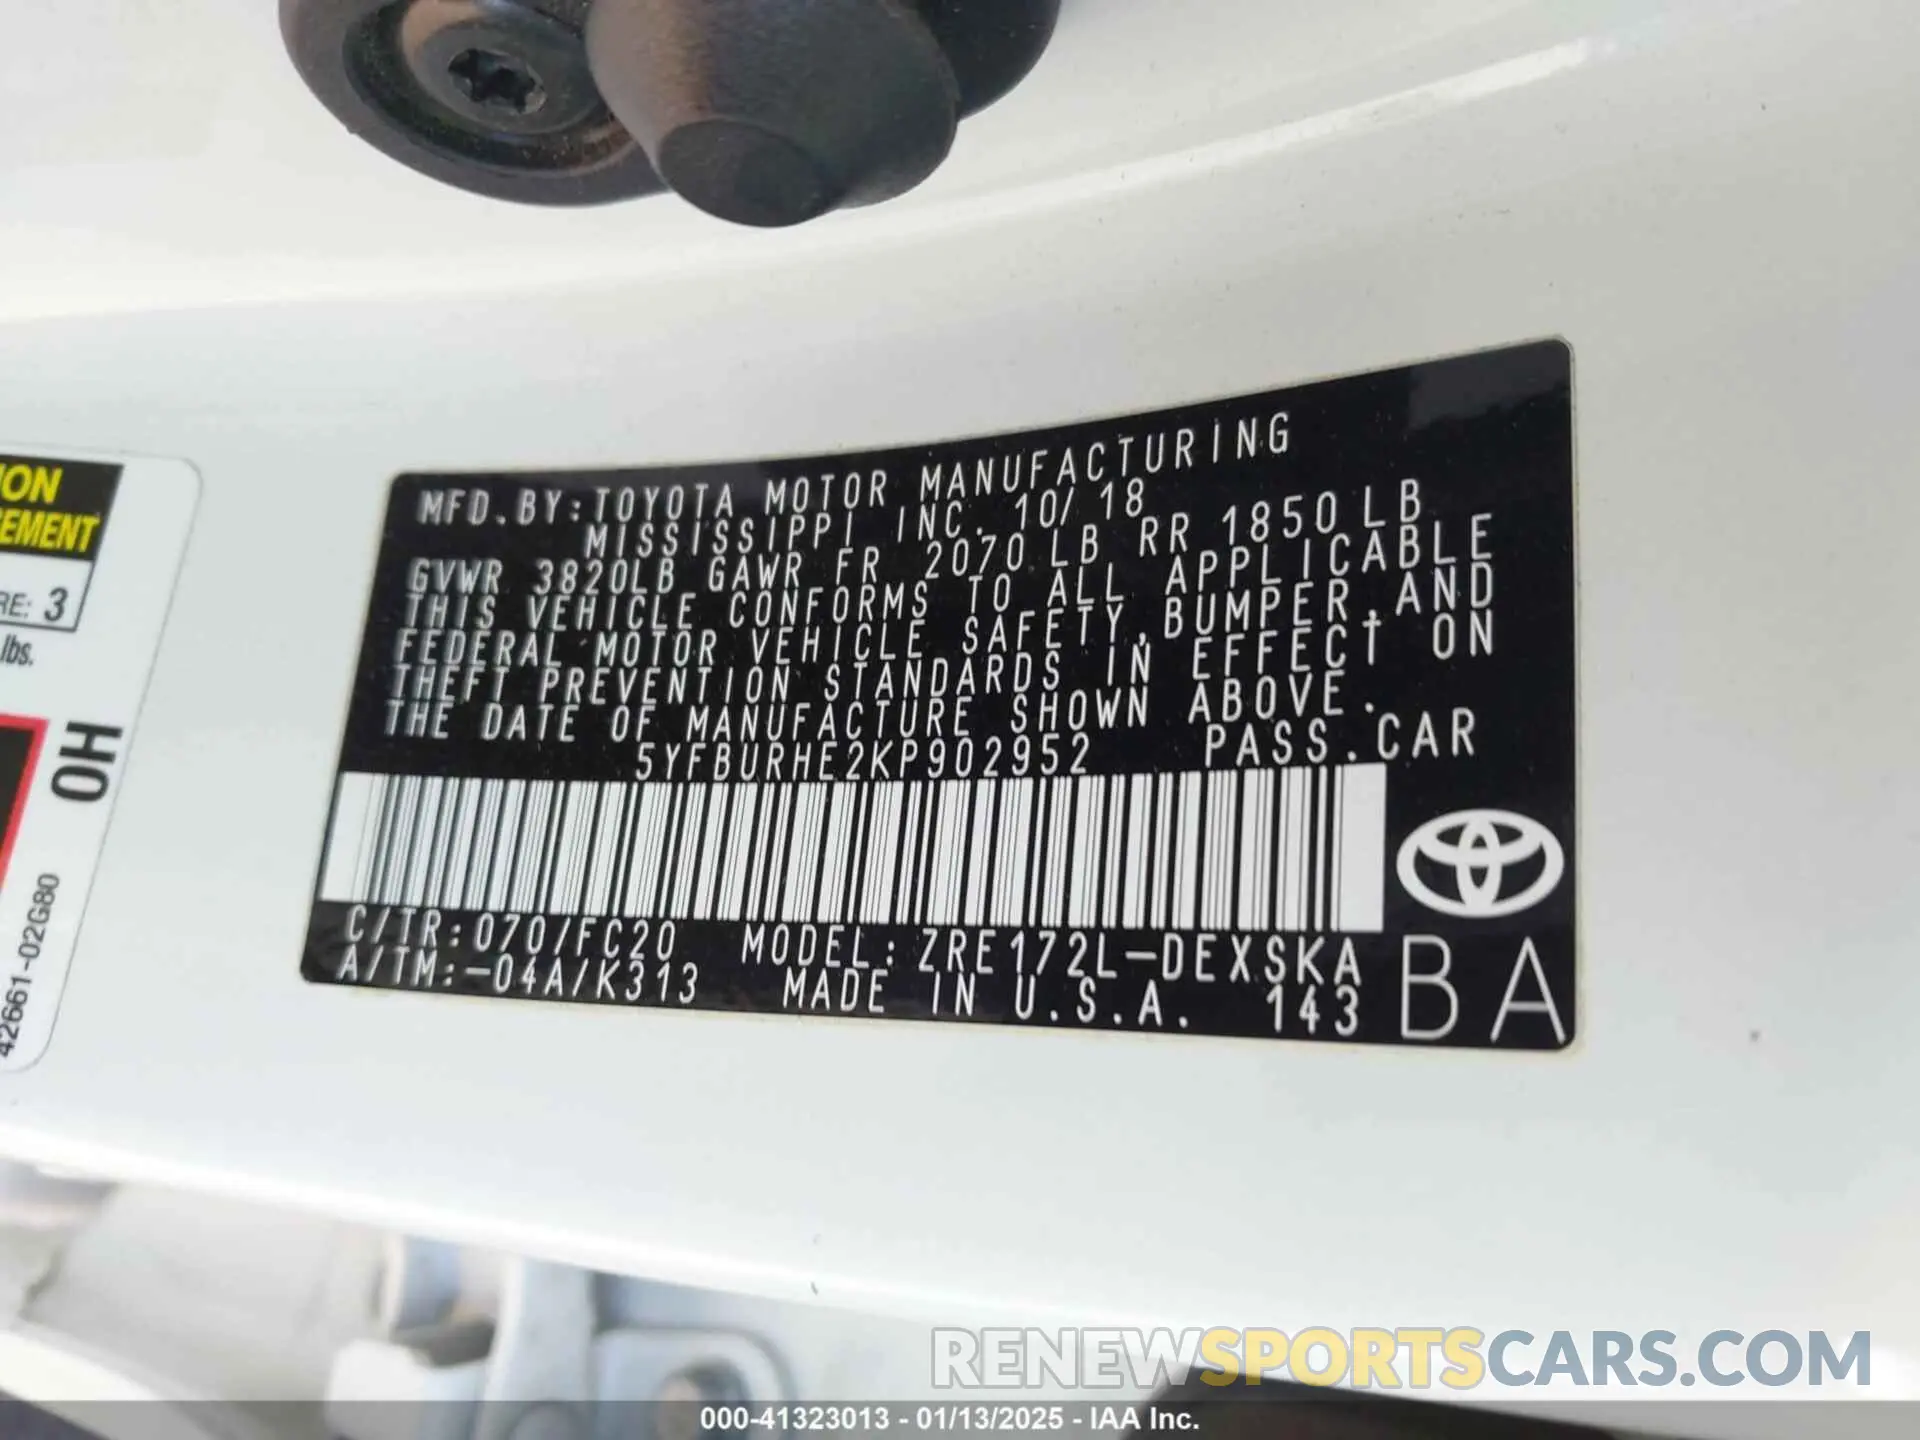 ION
CEMENT
RE: 3
lbs.
OH
42661-02G80
MFD.BY:TOYOTA MOTOR MANUFACTURING
MISSISSIPPI INC. 10/18
GVWR 3820LB GAWR FR 2070LB RR 1850LB
THIS VEHICLE CONFORMS TO ALL APPLICABLE
FEDERAL MOTOR VEHICLE SAFETY,BUMPER,AND
THEFT PREVENTION STANDARDS IN EFFECT ON
THE DATE OF MANUFACTURE SHOWN ABOVE.
5YFBURHE2KP902952 PASS.CAR
C/TR:070/FC20 MODEL:ZRE172L-DEXSKA
A/TM:-04A/K313 MADE IN U.S.A. 143
BA
RENEWSPORTSCARS.COM
000-41323013 - 01/13/2025 - IAA Inc.